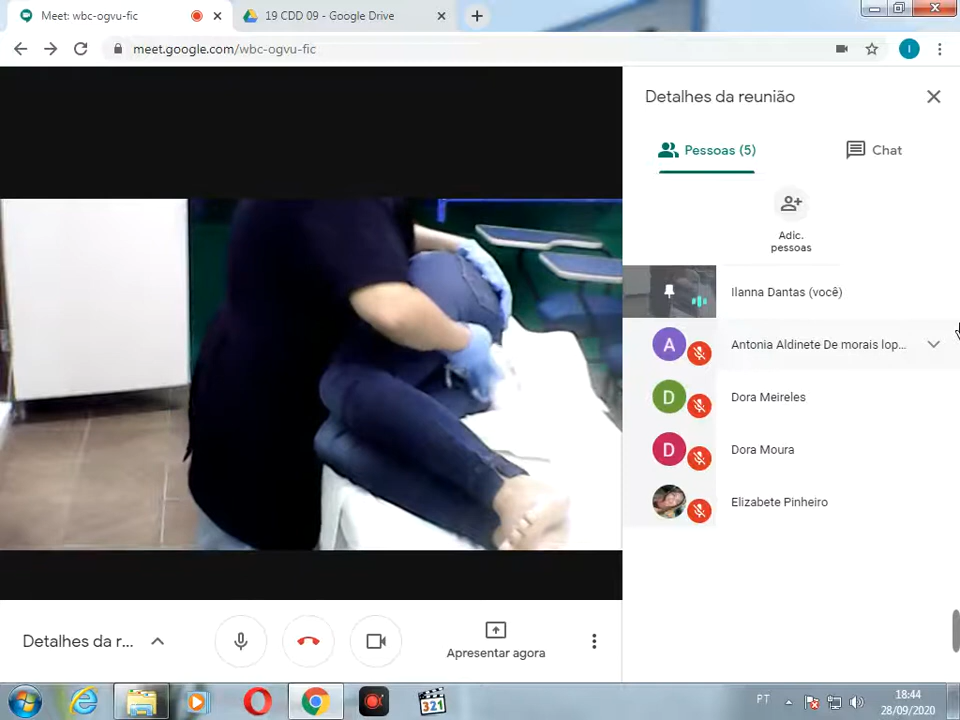 Meet: wbc-ogvu-fic
19 CDD 09 - Google Drive
meet.google.com/wbc-ogvu-fic
I
Detalhes da reunião
Pessoas (5)
Chat
Adic.
pessoas
Ilanna Dantas (você)
A
Antonia Aldinete De morais lop...
D
Dora Meireles
D
Dora Moura
Elizabete Pinheiro
Detalhes da r...
Apresentar agora
321
PT
18:44
28/09/2020